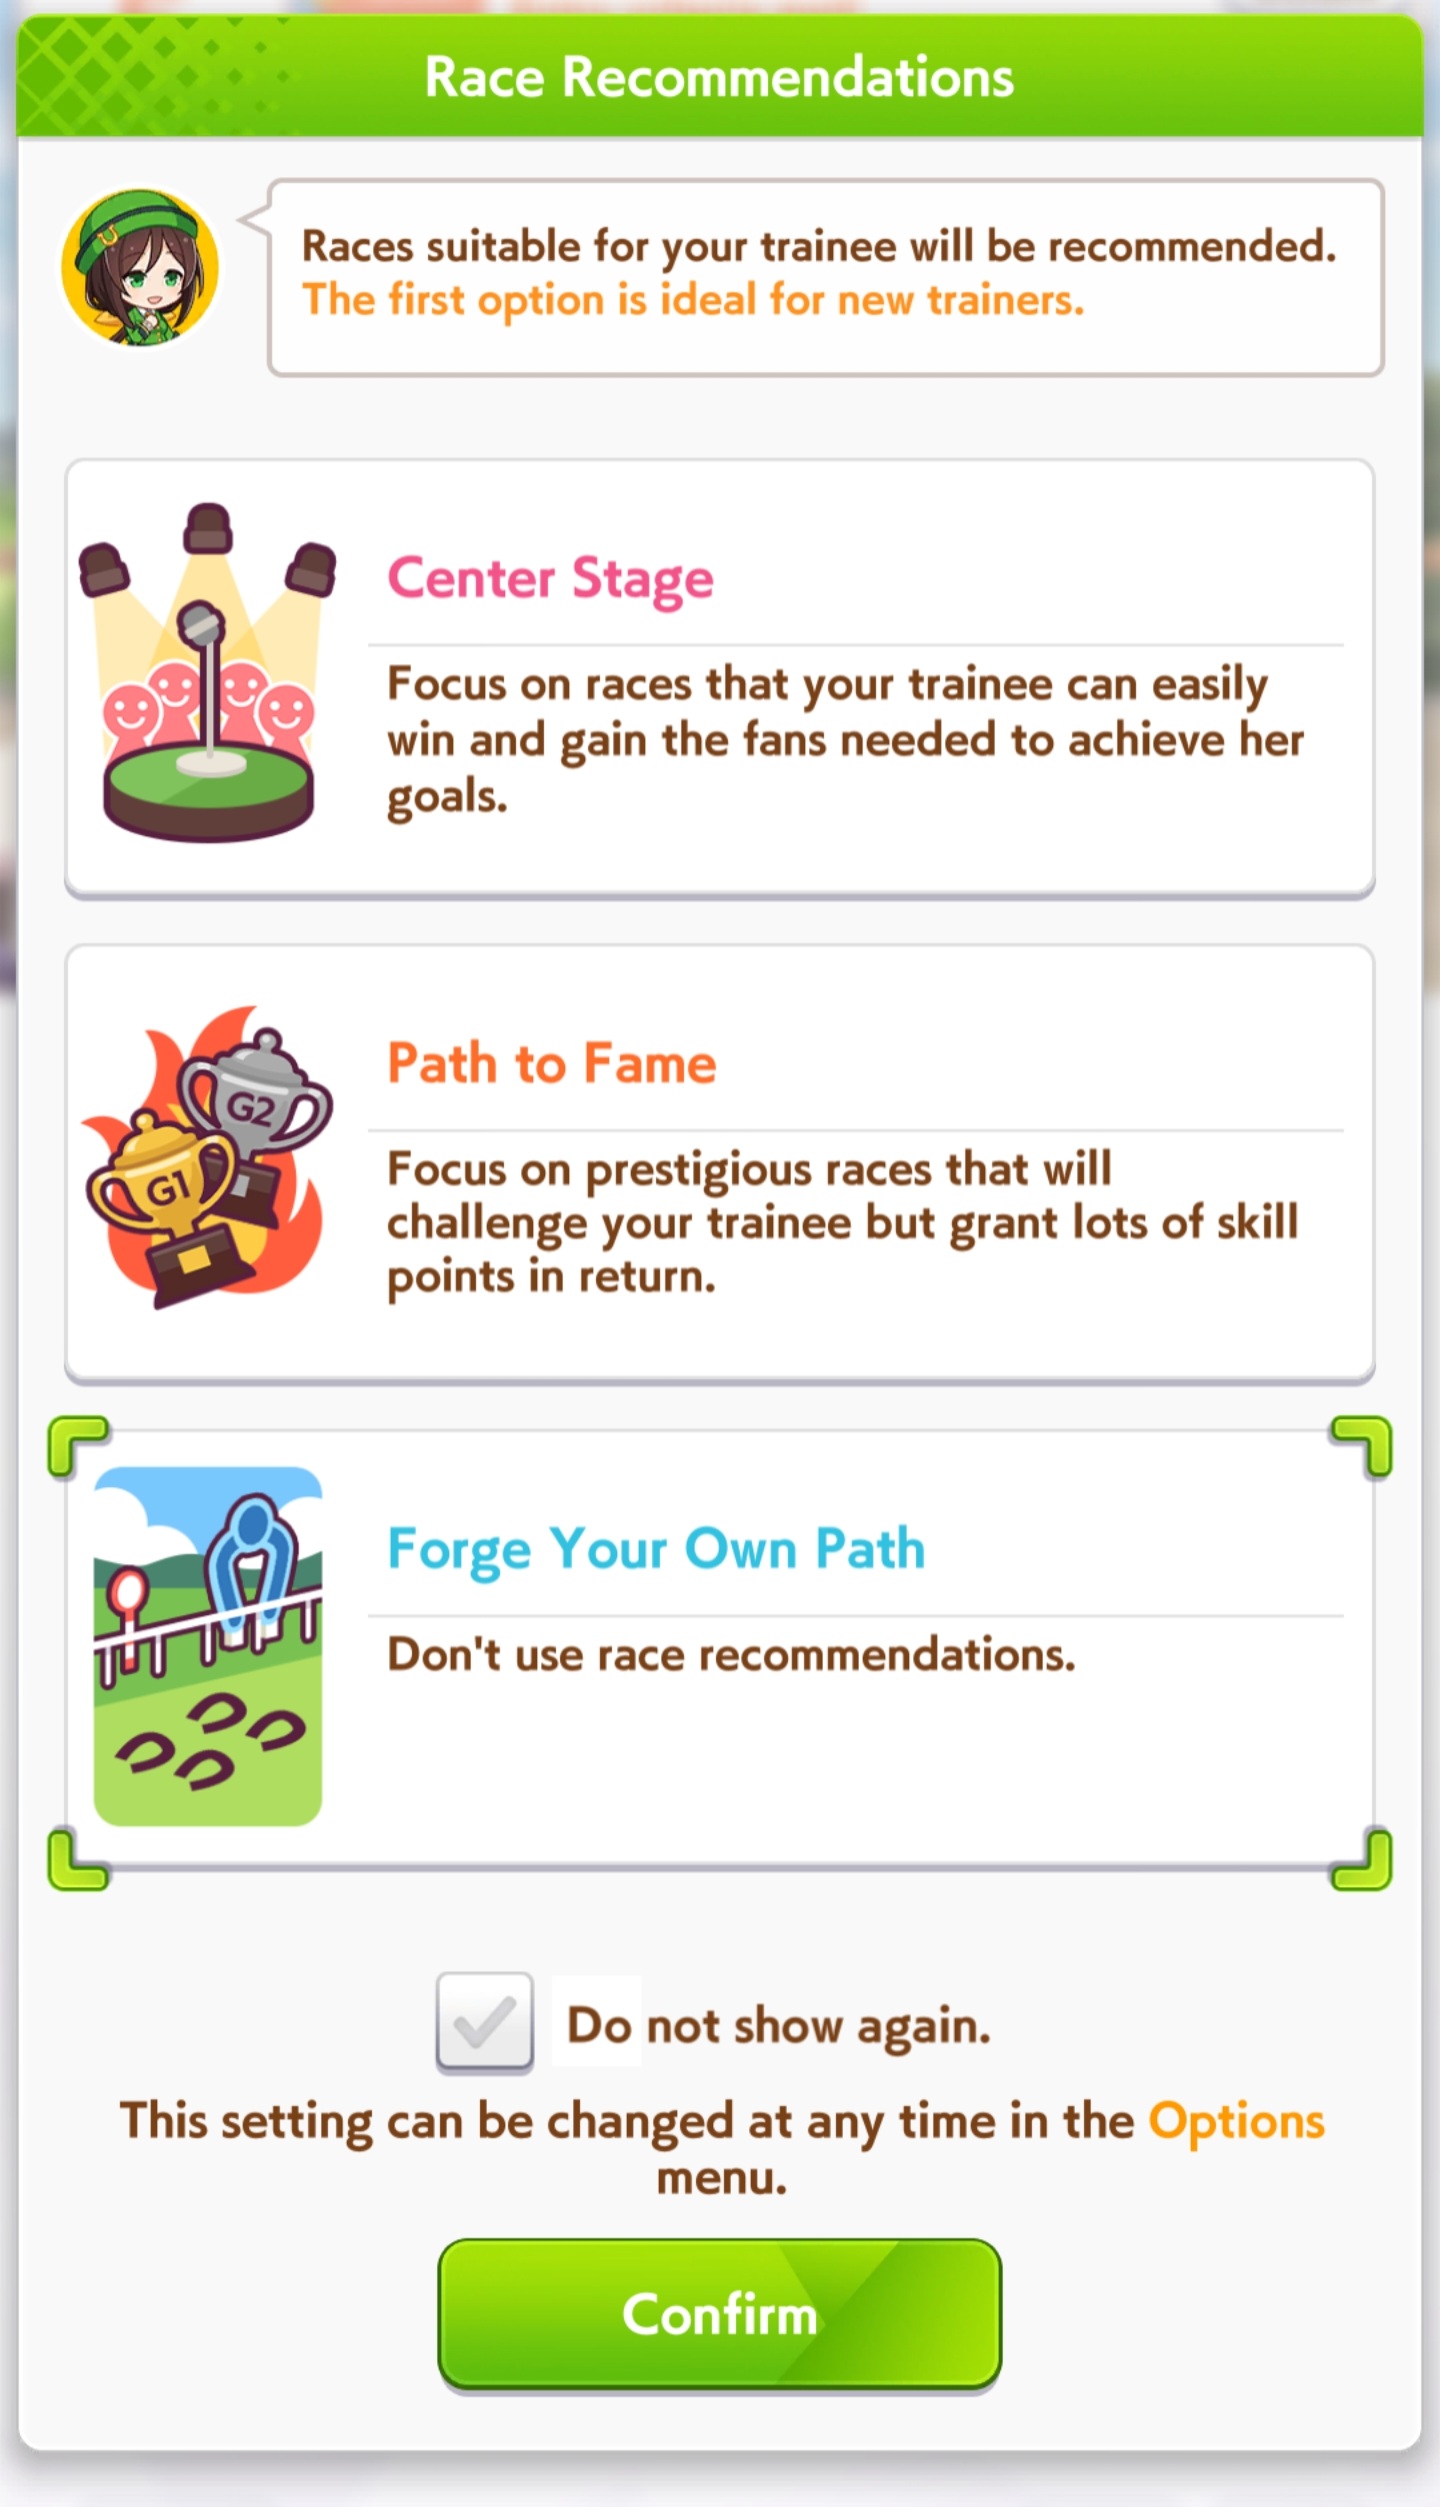 Race Recommendations
Races suitable for your trainee will be recommended.
The first option is ideal for new trainers.
Center Stage
Focus on races that your trainee can easily
win and gain the fans needed to achieve her
goals.
Path to Fame
G2
G1
Focus on prestigious races that will
challenge your trainee but grant lots of skill
points in return.
Forge Your Own Path
Don't use race recommendations.
Do not show again.
This setting can be changed at any time in the Options
menu.
Confirm